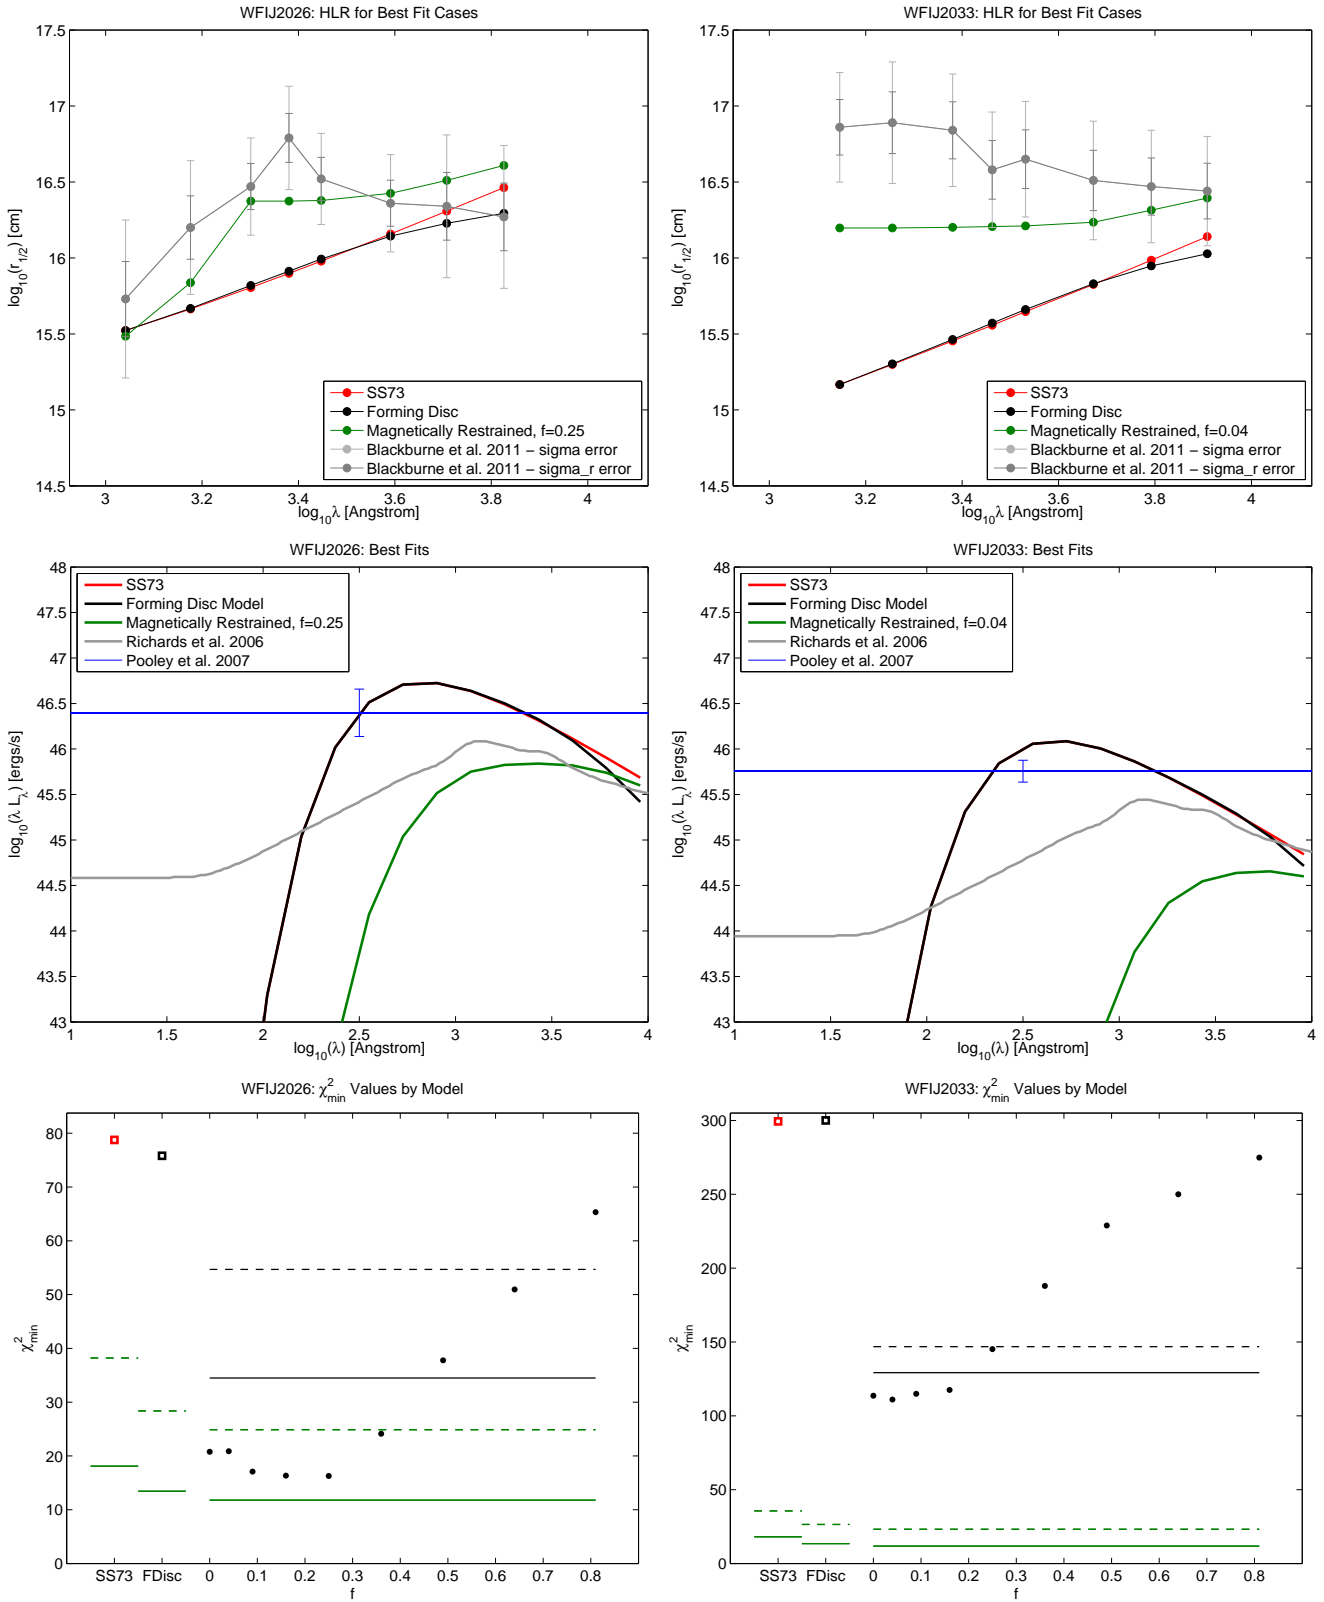 WFIJ2026: HLR for Best Fit Cases
17.5
17
16.5
16
15.5
15
14.5
log10(r1/2) [cm]
3 3.2 3.4 3.6 3.8 4
log10λ [Angstrom]
SS73
Forming Disc
Magnetically Restrained, f=0.25
Blackburne et al. 2011 − sigma error
Blackburne et al. 2011 − sigma_r error
WFIJ2033: HLR for Best Fit Cases
17.5
17
16.5
16
15.5
15
14.5
log10(r1/2) [cm]
3 3.2 3.4 3.6 3.8 4
log10λ [Angstrom]
SS73
Forming Disc
Magnetically Restrained, f=0.04
Blackburne et al. 2011 − sigma error
Blackburne et al. 2011 − sigma_r error
WFIJ2026: Best Fits
48
47.5
47
46.5
46
45.5
45
44.5
44
43.5
43
log10(λ Lλ) [ergs/s]
1 1.5 2 2.5 3 3.5 4
log10(λ) [Angstrom]
SS73
Forming Disc Model
Magnetically Restrained, f=0.25
Richards et al. 2006
Pooley et al. 2007
WFIJ2033: Best Fits
48
47.5
47
46.5
46
45.5
45
44.5
44
43.5
43
log10(λ Lλ) [ergs/s]
1 1.5 2 2.5 3 3.5 4
log10(λ) [Angstrom]
SS73
Forming Disc Model
Magnetically Restrained, f=0.04
Richards et al. 2006
Pooley et al. 2007
WFIJ2026: χ²min Values by Model
80
70
60
50
40
30
20
10
0
χ²min
SS73 FDisc 0 0.1 0.2 0.3 0.4 0.5 0.6 0.7 0.8
f
WFIJ2033: χ²min Values by Model
300
250
200
150
100
50
0
χ²min
SS73 FDisc 0 0.1 0.2 0.3 0.4 0.5 0.6 0.7 0.8
f